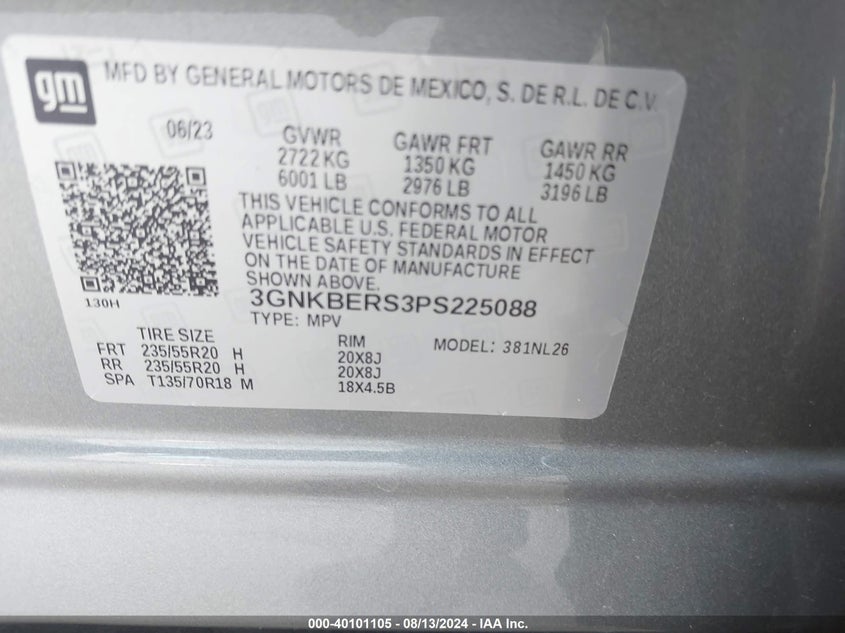 gm
MFD BY GENERAL MOTORS DE MEXICO, S. DE R.L. DE C.V.
06/23 GVWR GAWR FRT GAWR RR
2722 KG 1350 KG 1450 KG
6001 LB 2976 LB 3196 LB
THIS VEHICLE CONFORMS TO ALL
APPLICABLE U.S. FEDERAL MOTOR
VEHICLE SAFETY STANDARDS IN EFFECT
ON THE DATE OF MANUFACTURE
SHOWN ABOVE.
130H
3GNKBERS3PS225088
TYPE: MPV
TIRE SIZE RIM MODEL: 381NL26
FRT 235/55R20 H 20X8J
RR 235/55R20 H 20X8J
SPA T135/70R18 M 18X4.5B
000-40101105 - 08/13/2024 - IAA Inc.